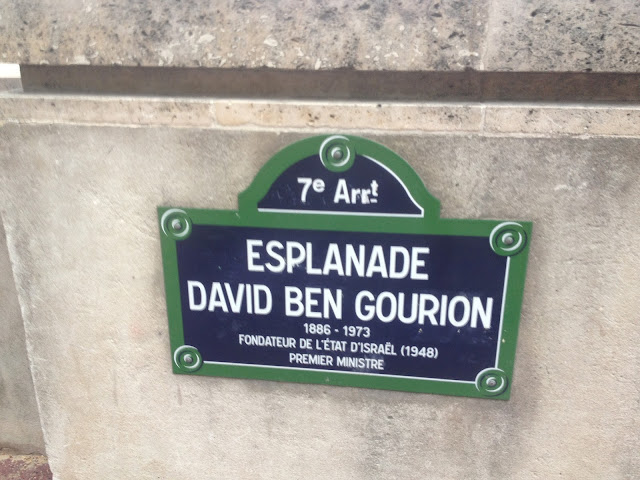 7e Arrt
ESPLANADE
DAVID BEN GOURION
1886 - 1973
FONDATEUR DE L'ÉTAT D'ISRAËL (1948)
PREMIER MINISTRE